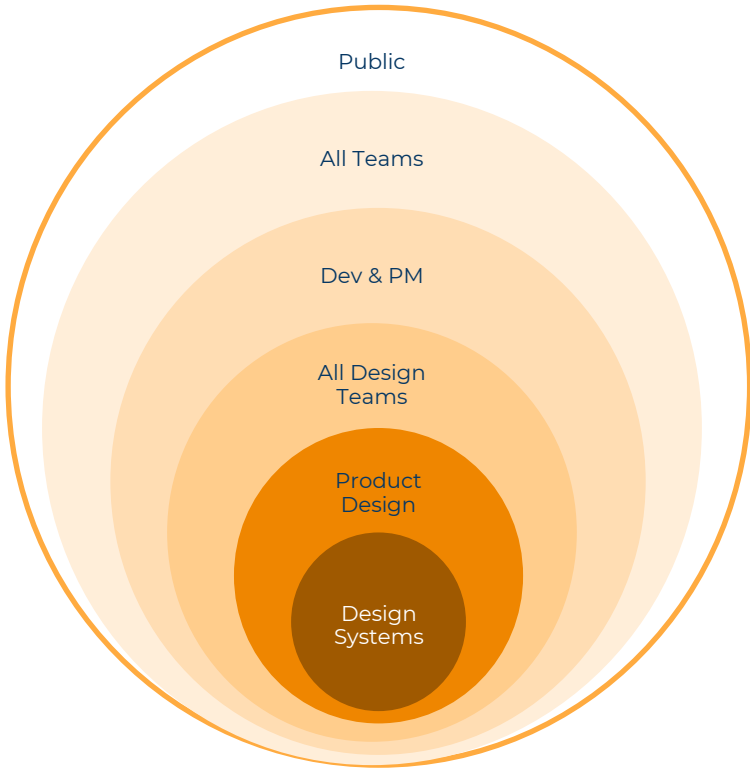 Public
All Teams
Dev & PM
All Design
Teams
Product
Design
Design
Systems